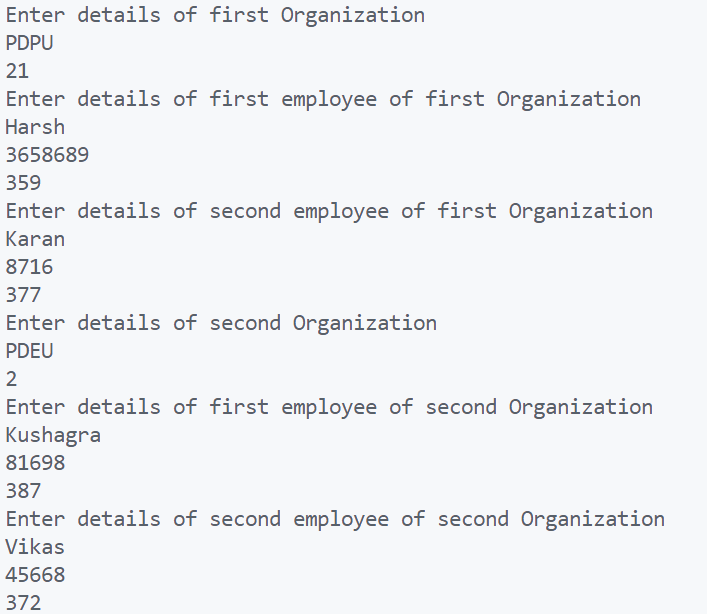 Enter details of first Organization
PDPU
21
Enter details of first employee of first Organization
Harsh
3658689
359
Enter details of second employee of first Organization
Karan
8716
377
Enter details of second Organization
PDEU
2
Enter details of first employee of second Organization
Kushagra
81698
387
Enter details of second employee of second Organization
Vikas
45668
372